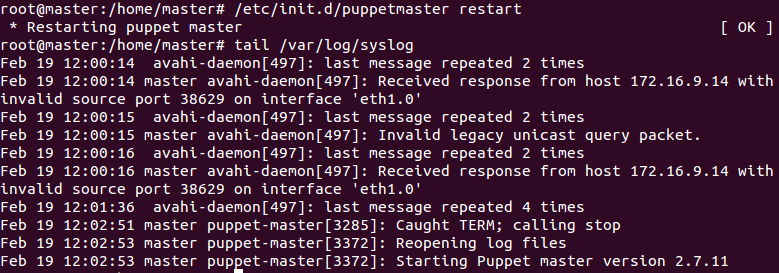 root@master:/home/master# /etc/init.d/puppetmaster restart
 * Restarting puppet master                                              [ OK ]
root@master:/home/master# tail /var/log/syslog
Feb 19 12:00:14  avahi-daemon[497]: last message repeated 2 times
Feb 19 12:00:14 master avahi-daemon[497]: Received response from host 172.16.9.14 with
invalid source port 38629 on interface 'eth1.0'
Feb 19 12:00:15  avahi-daemon[497]: last message repeated 2 times
Feb 19 12:00:15 master avahi-daemon[497]: Invalid legacy unicast query packet.
Feb 19 12:00:16  avahi-daemon[497]: last message repeated 2 times
Feb 19 12:00:16 master avahi-daemon[497]: Received response from host 172.16.9.14 with
invalid source port 38629 on interface 'eth1.0'
Feb 19 12:01:36  avahi-daemon[497]: last message repeated 4 times
Feb 19 12:02:51 master puppet-master[3285]: Caught TERM; calling stop
Feb 19 12:02:53 master puppet-master[3372]: Reopening log files
Feb 19 12:02:53 master puppet-master[3372]: Starting Puppet master version 2.7.11